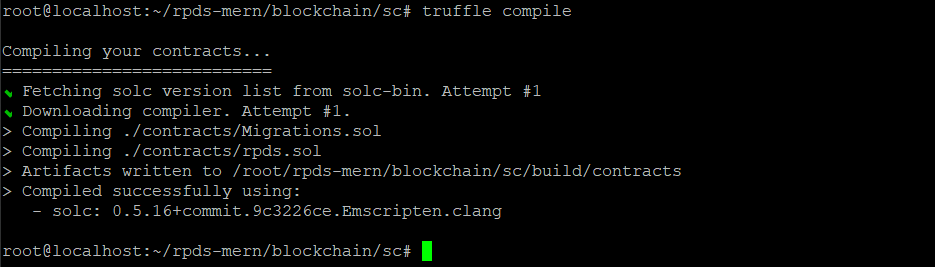 root@localhost:~/rpds-mern/blockchain/sc# truffle compile
Compiling your contracts...
===========================
Fetching solc version list from solc-bin. Attempt #1
Downloading compiler. Attempt #1.
> Compiling ./contracts/Migrations.sol
> Compiling ./contracts/rpds.sol
> Artifacts written to /root/rpds-mern/blockchain/sc/build/contracts
> Compiled successfully using:
   - solc: 0.5.16+commit.9c3226ce.Emscripten.clang
root@localhost:~/rpds-mern/blockchain/sc#